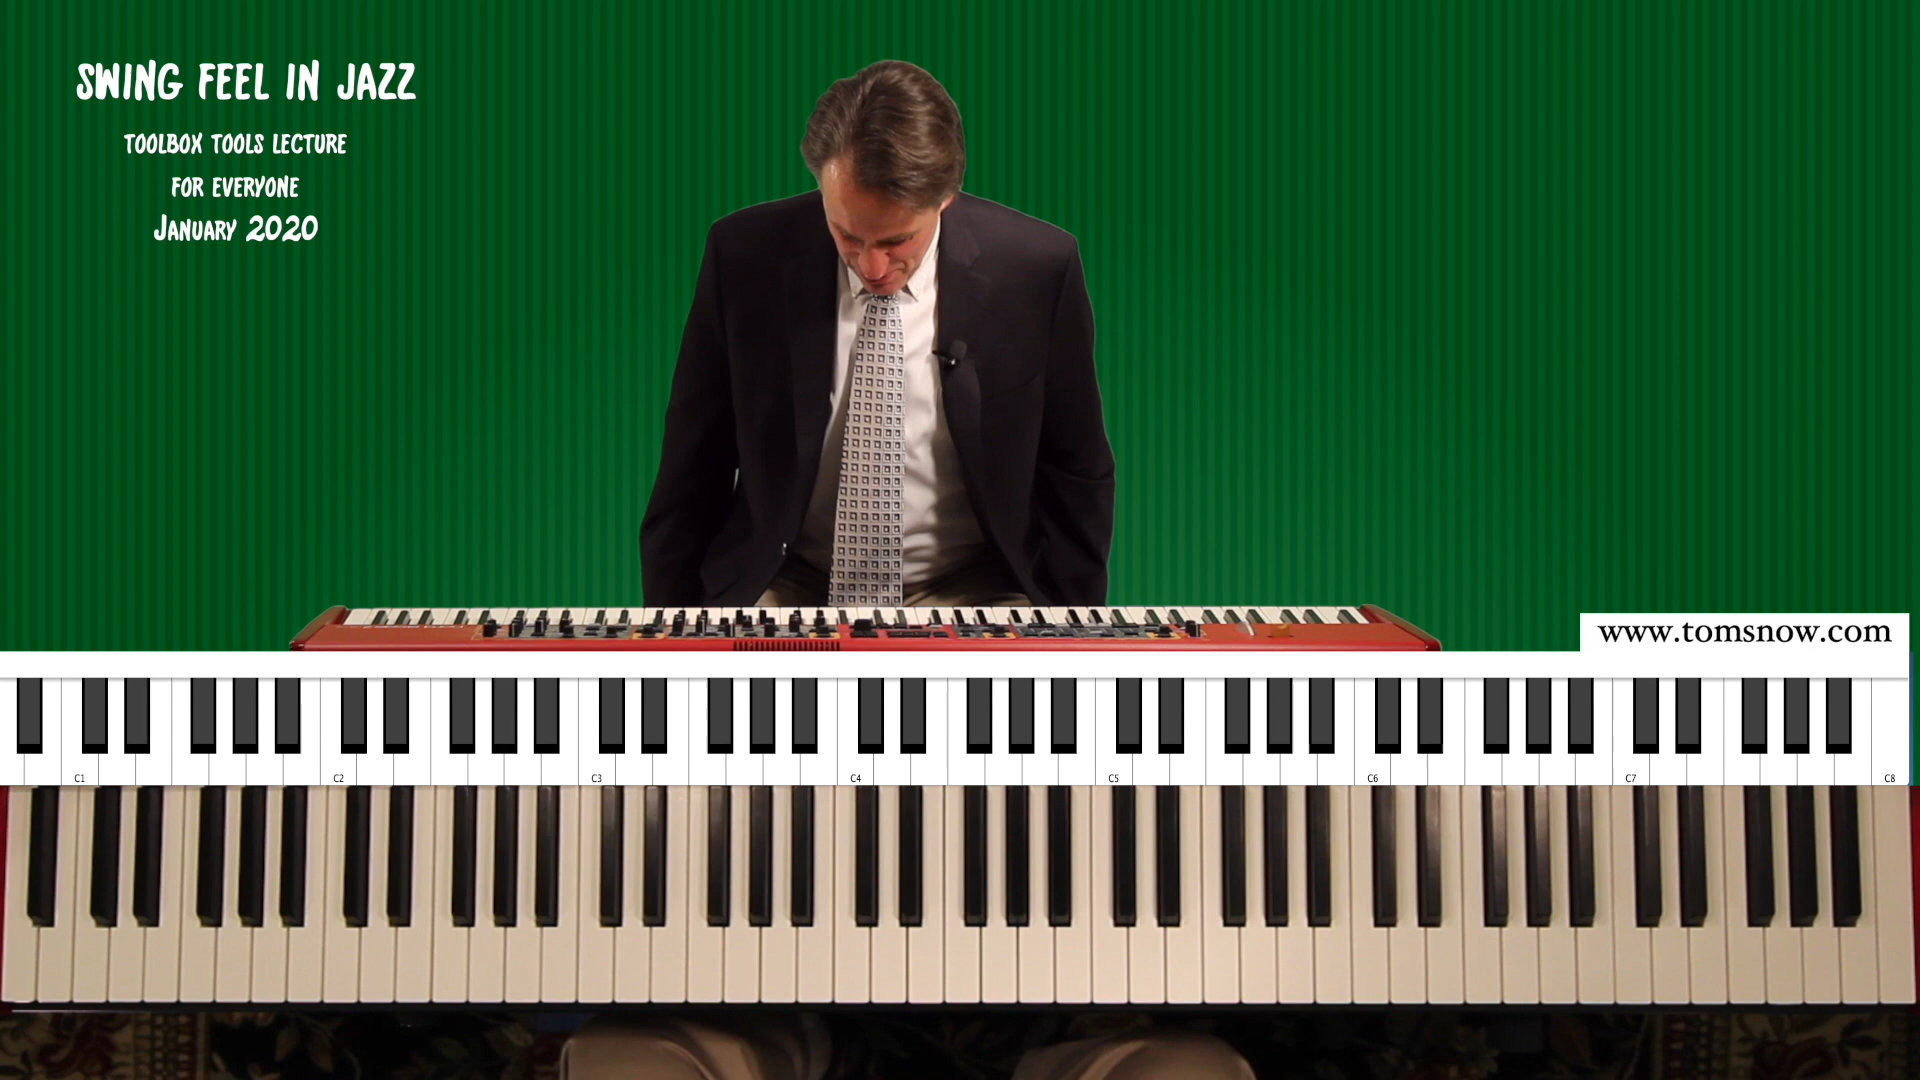 SWING FEEL IN JAZZ
TOOLBOX TOOLS LECTURE
FOR EVERYONE
JANUARY 2020
www.tomsnow.com
C1 C2 C3 C4 C5 C6 C7 C8